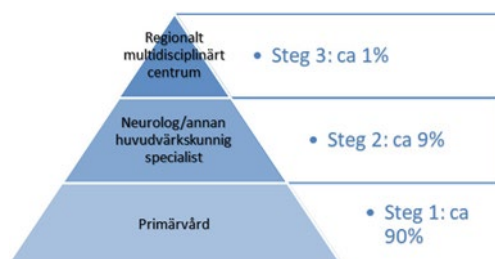 Regionalt
multidisciplinärt
centrum
• Steg 3: ca 1%
Neurolog/annan
huvudvärkskunnig
specialist
• Steg 2: ca 9%
Primärvård
• Steg 1: ca
90%